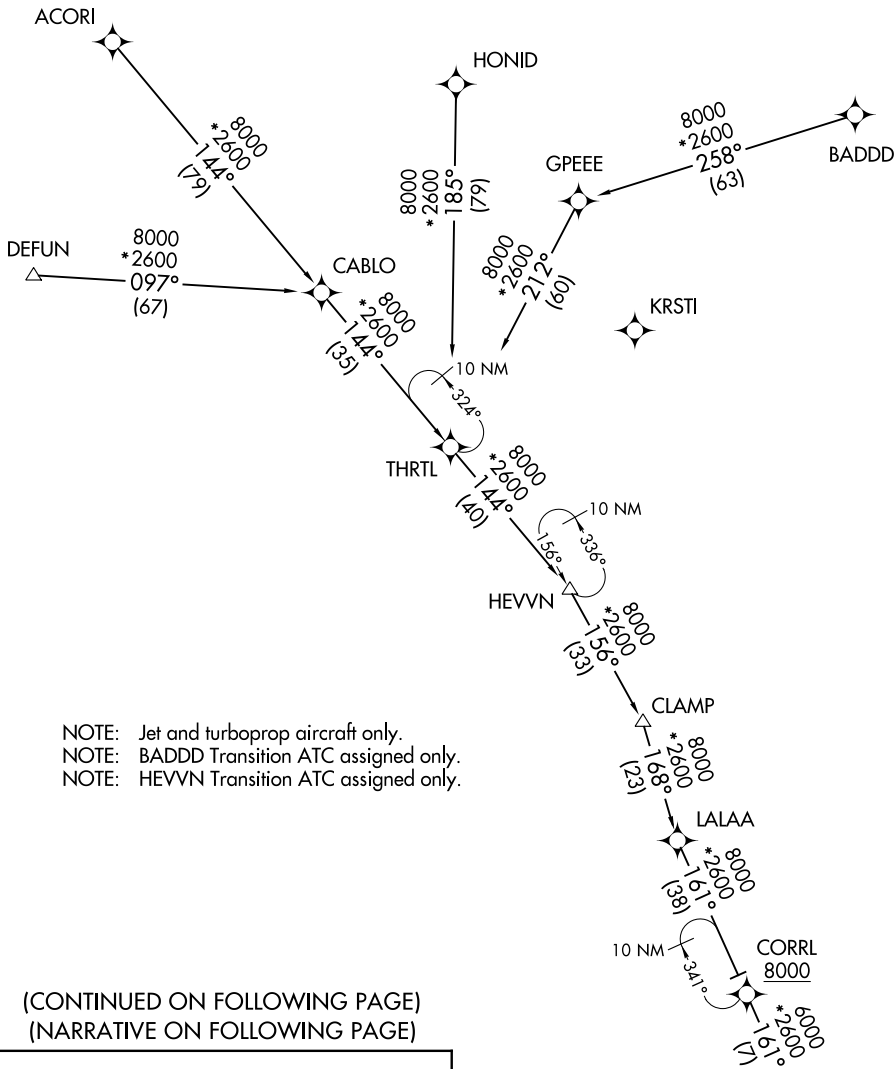 ACORI
HONID
8000
*2600
258°
(63)
BADDD
GPEEE
8000
*2600
144°
(79)
8000
*2600
185°
(79)
8000
*2600
212°
(60)
DEFUN
8000
*2600
097°
(67)
CABLO
KRSTI
8000
*2600
144°
(35)
10 NM
324°
THRTL
8000
*2600
144°
(40)
10 NM
156°
336°
HEVVN
8000
*2600
156°
(33)
CLAMP
NOTE: Jet and turboprop aircraft only.
NOTE: BADDD Transition ATC assigned only.
NOTE: HEVVN Transition ATC assigned only.
8000
*2600
168°
(23)
LALAA
8000
*2600
161°
(38)
10 NM
341°
CORRL
8000
6000
*2600
161°
(7)
(CONTINUED ON FOLLOWING PAGE)
(NARRATIVE ON FOLLOWING PAGE)